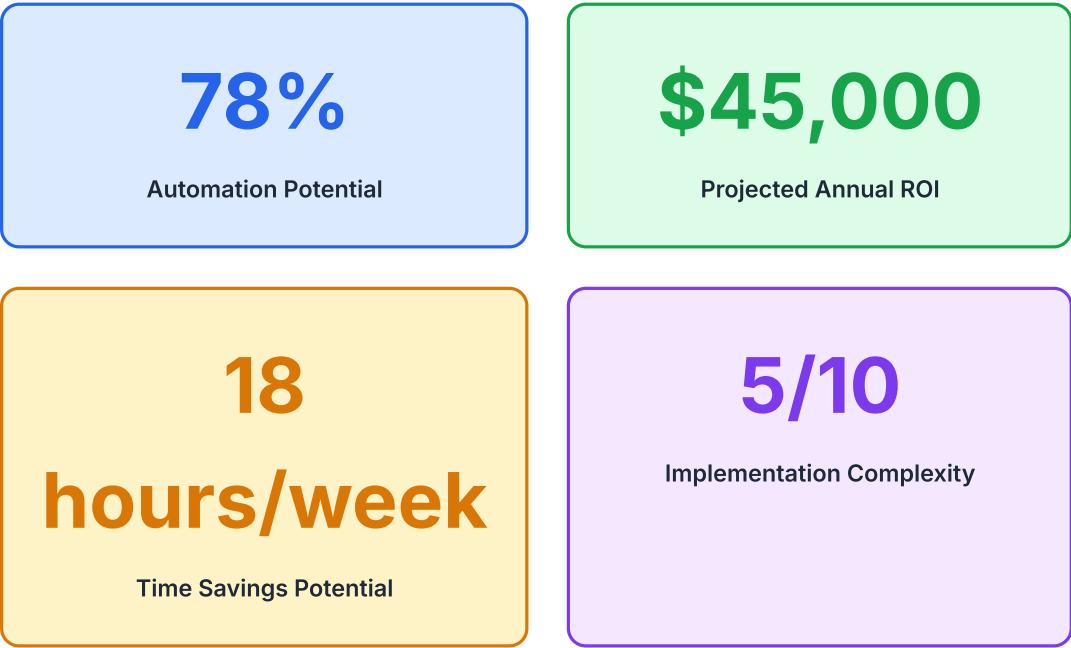 78%
Automation Potential
$45,000
Projected Annual ROI
18
hours/week
Time Savings Potential
5/10
Implementation Complexity